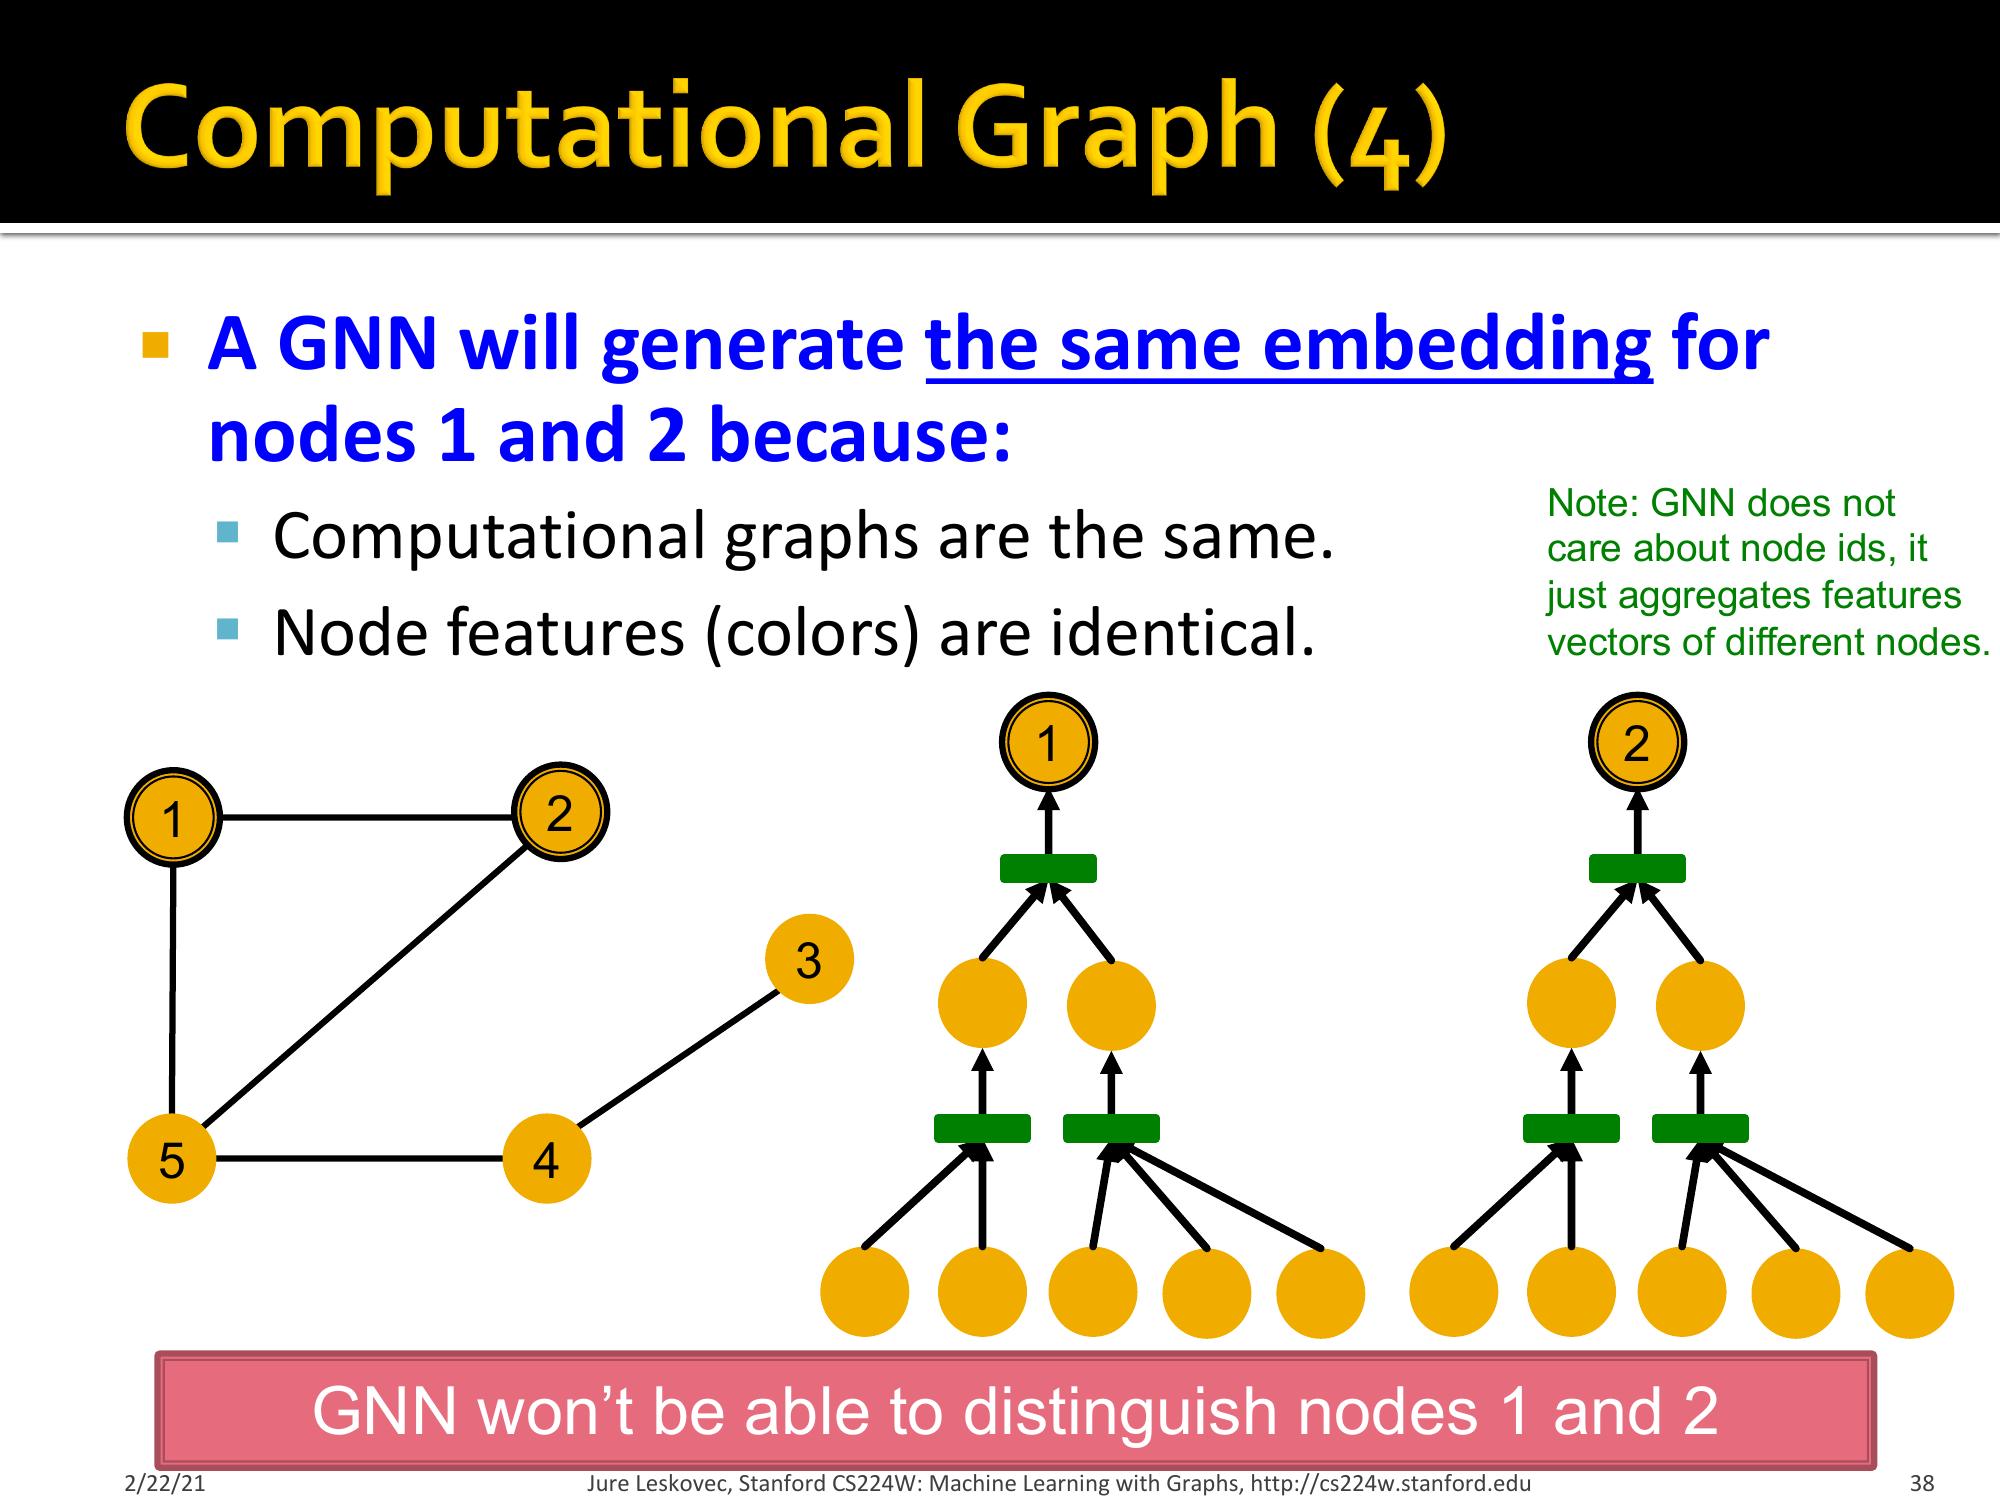 Computational Graph (4)
A GNN will generate the same embedding for
nodes 1 and 2 because:
Computational graphs are the same.
Node features (colors) are identical.
Note: GNN does not
care about node ids, it
just aggregates features
vectors of different nodes.
1
2
3
5
4
1
2
GNN won’t be able to distinguish nodes 1 and 2
2/22/21
Jure Leskovec, Stanford CS224W: Machine Learning with Graphs, http://cs224w.stanford.edu
38